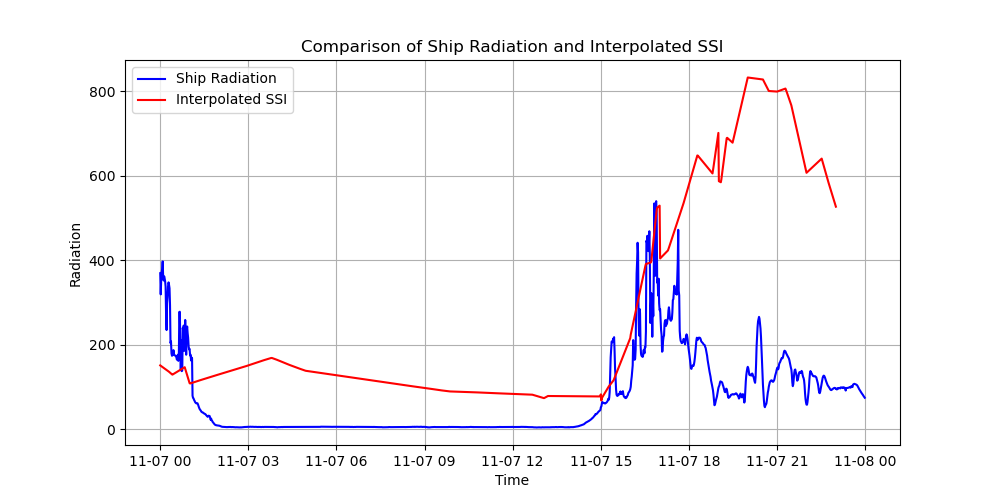 Comparison of Ship Radiation and Interpolated SSI
Ship Radiation
Interpolated SSI
800
600
400
200
0
Radiation
11-07 00 11-07 03 11-07 06 11-07 09 11-07 12 11-07 15 11-07 18 11-07 21 11-08 00
Time